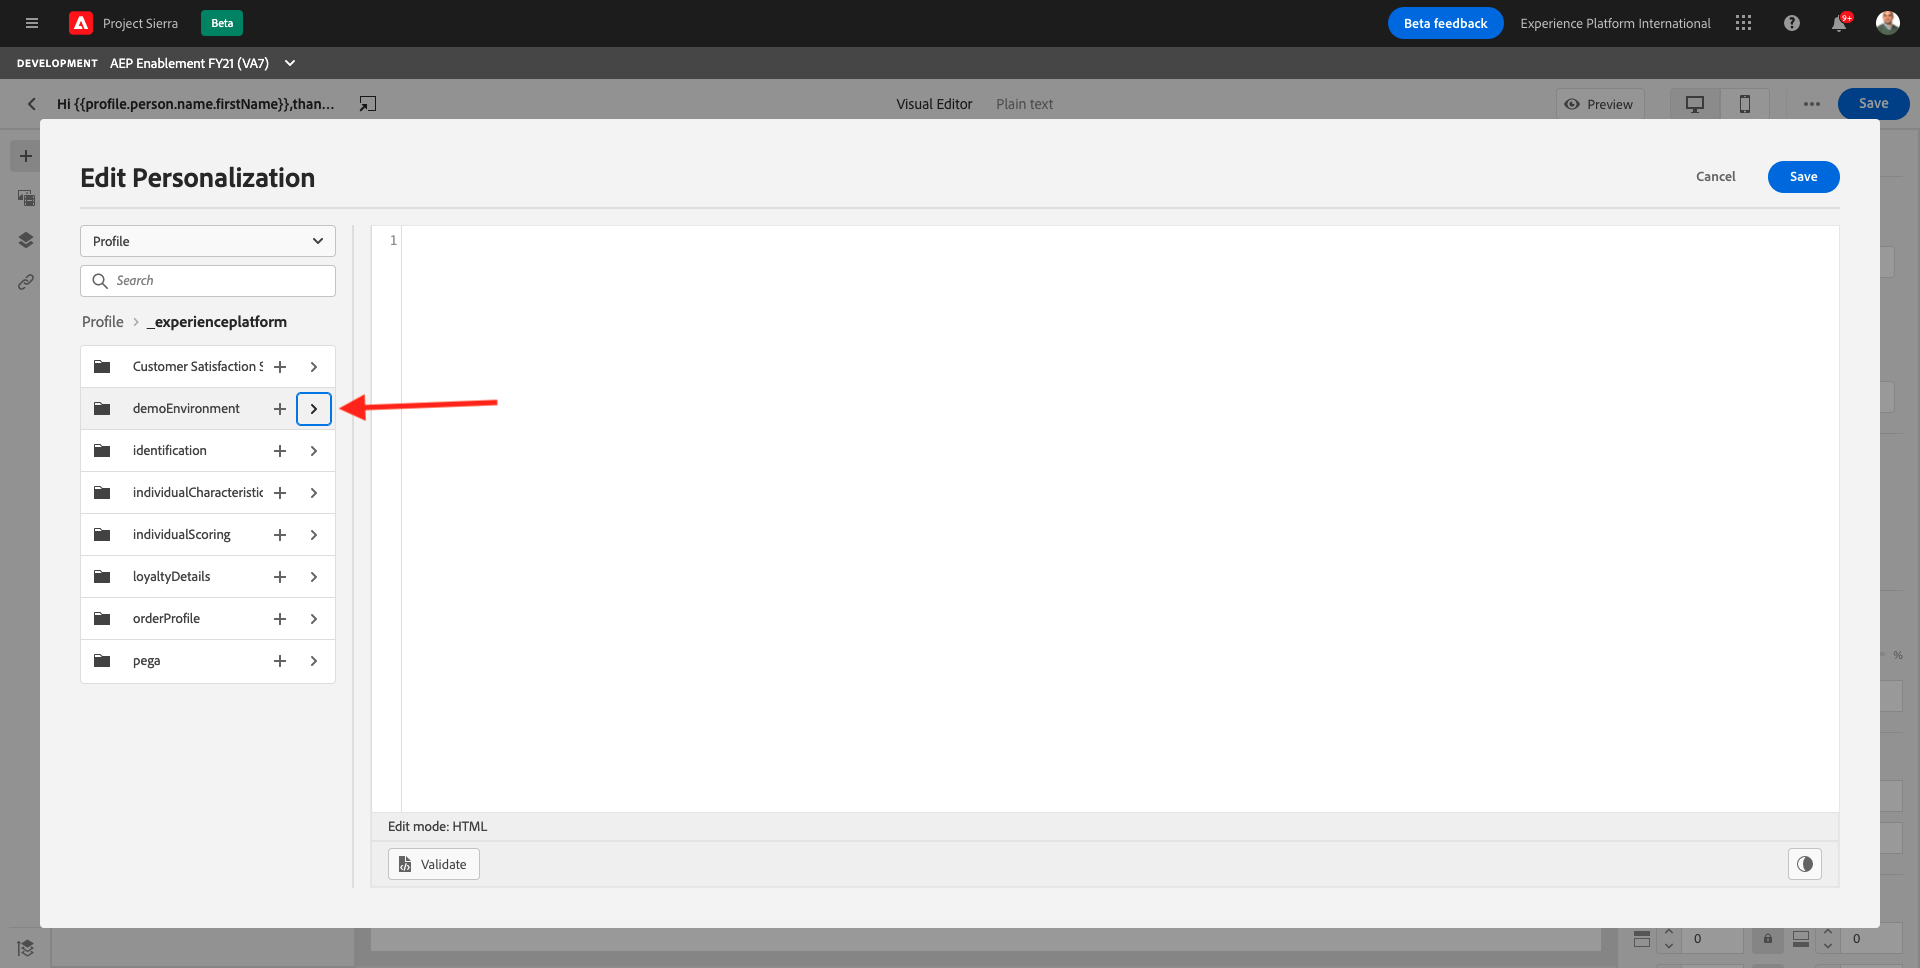 Project Sierra
Beta
Beta feedback
Experience Platform International
9+
DEVELOPMENT AEP Enablement FY21 (VA7)
Hi {{profile.person.name.firstName}},than...
Visual Editor
Plain text
Preview
Save
Edit Personalization
Cancel
Save
Profile
Search
Profile > _experienceplatform
Customer Satisfaction S
demoEnvironment
identification
individualCharacteristic
individualScoring
loyaltyDetails
orderProfile
pega
1
Edit mode: HTML
Validate
%
0
0